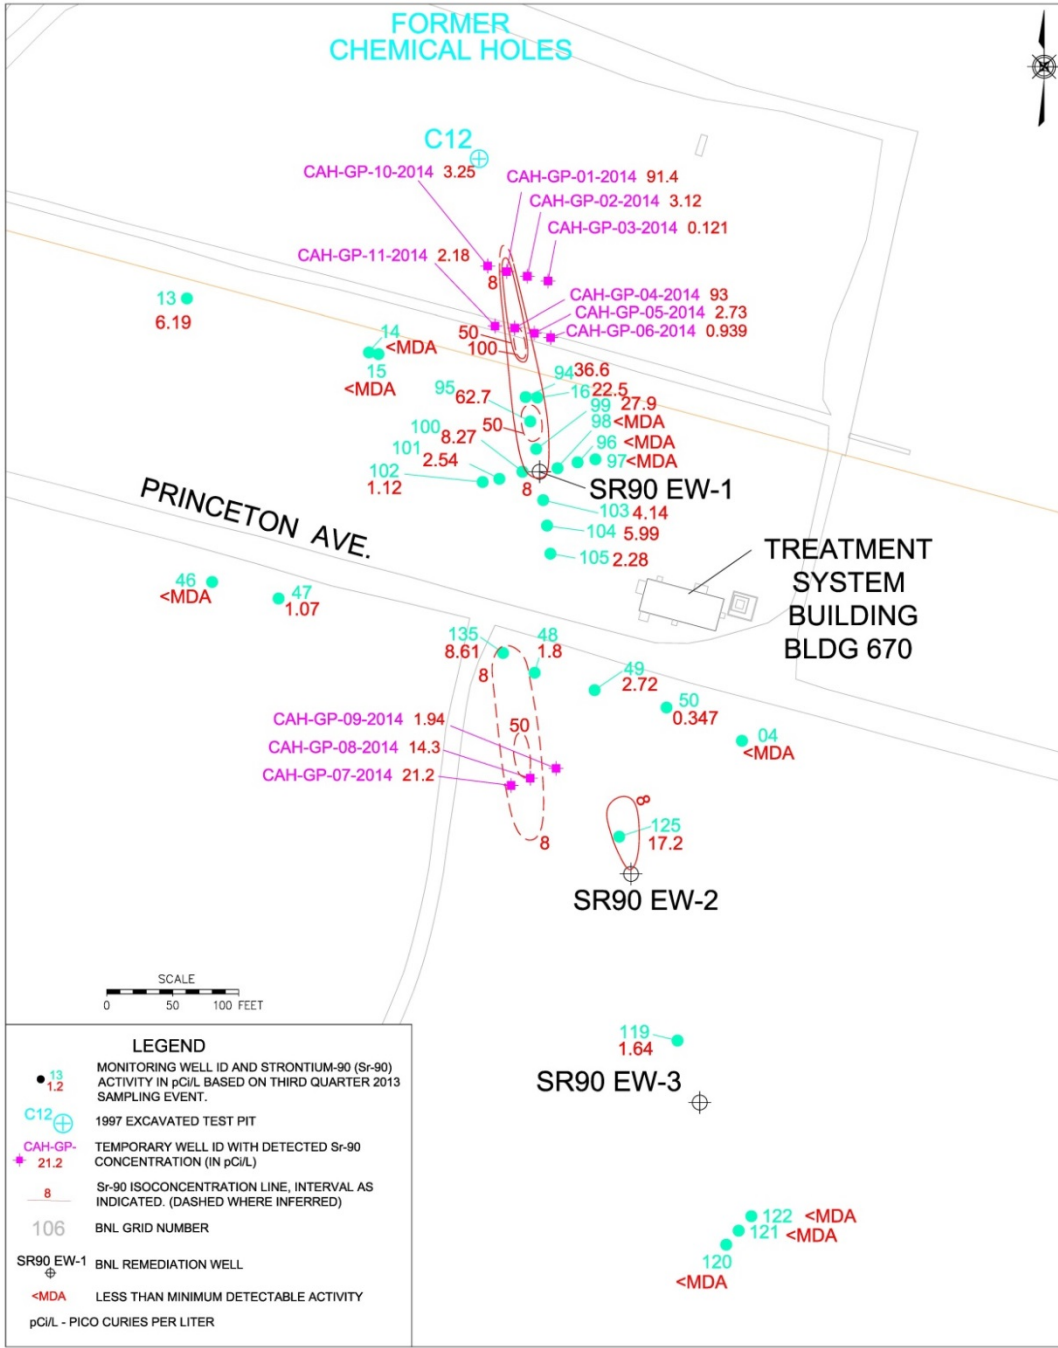 FORMER
CHEMICAL HOLES
C12
CAH-GP-10-2014 3.25
CAH-GP-01-2014 91.4
CAH-GP-02-2014 3.12
CAH-GP-03-2014 0.121
CAH-GP-11-2014 2.18
8
CAH-GP-04-2014 93
CAH-GP-05-2014 2.73
CAH-GP-06-2014 0.939
13
6.19
50
100
14
<MDA
15
<MDA
94 36.6
95
62.7
16 22.5
99 27.9
98 <MDA
50
100
8.27
96 <MDA
97 <MDA
101
2.54
102
1.12
8
SR90 EW-1
103 4.14
104 5.99
105 2.28
PRINCETON AVE.
TREATMENT
SYSTEM
BUILDING
BLDG 670
46
<MDA
47
1.07
135
8.61
48
1.8
8
49
2.72
50
0.347
04
<MDA
CAH-GP-09-2014 1.94
50
CAH-GP-08-2014 14.3
CAH-GP-07-2014 21.2
8
8
125
17.2
SR90 EW-2
SCALE
0 50 100 FEET
119
1.64
SR90 EW-3
122 <MDA
121 <MDA
120
<MDA
LEGEND
13
1.2
MONITORING WELL ID AND STRONTIUM-90 (Sr-90)
ACTIVITY IN pCi/L BASED ON THIRD QUARTER 2013
SAMPLING EVENT.
C12
1997 EXCAVATED TEST PIT
CAH-GP-
21.2
TEMPORARY WELL ID WITH DETECTED Sr-90
CONCENTRATION (IN pCi/L)
8
Sr-90 ISOCONCENTRATION LINE, INTERVAL AS
INDICATED. (DASHED WHERE INFERRED)
106 BNL GRID NUMBER
SR90 EW-1 BNL REMEDIATION WELL
<MDA LESS THAN MINIMUM DETECTABLE ACTIVITY
pCi/L - PICO CURIES PER LITER